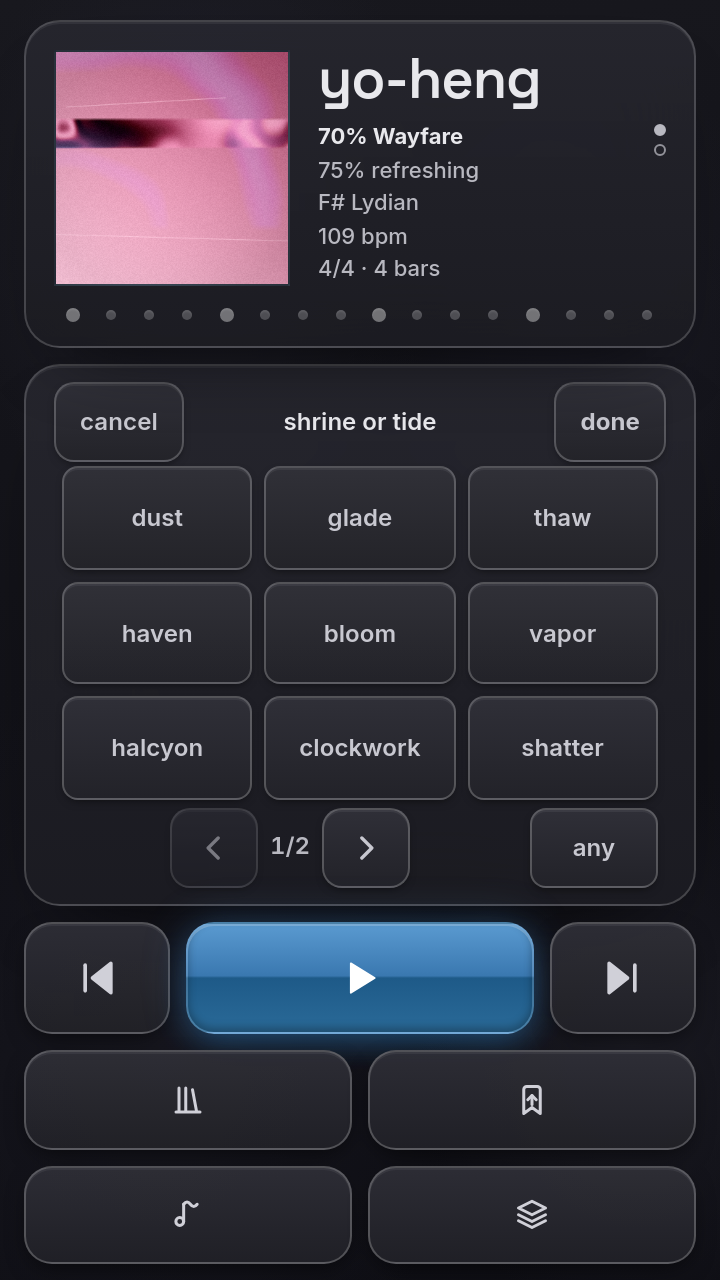 yo-heng
70% Wayfare
75% refreshing
F# Lydian
109 bpm
4/4 · 4 bars
cancel
shrine or tide
done
dust
glade
thaw
haven
bloom
vapor
halcyon
clockwork
shatter
1/2
any